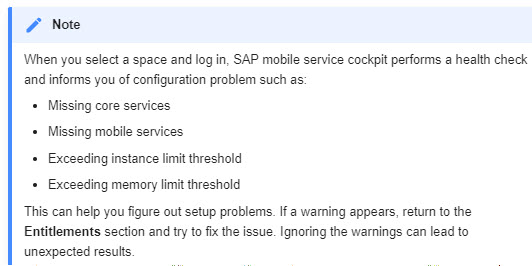 Note
When you select a space and log in, SAP mobile service cockpit performs a health check
and informs you of configuration problem such as:
• Missing core services
• Missing mobile services
• Exceeding instance limit threshold
• Exceeding memory limit threshold
This can help you figure out setup problems. If a warning appears, return to the
Entitlements section and try to fix the issue. Ignoring the warnings can lead to
unexpected results.